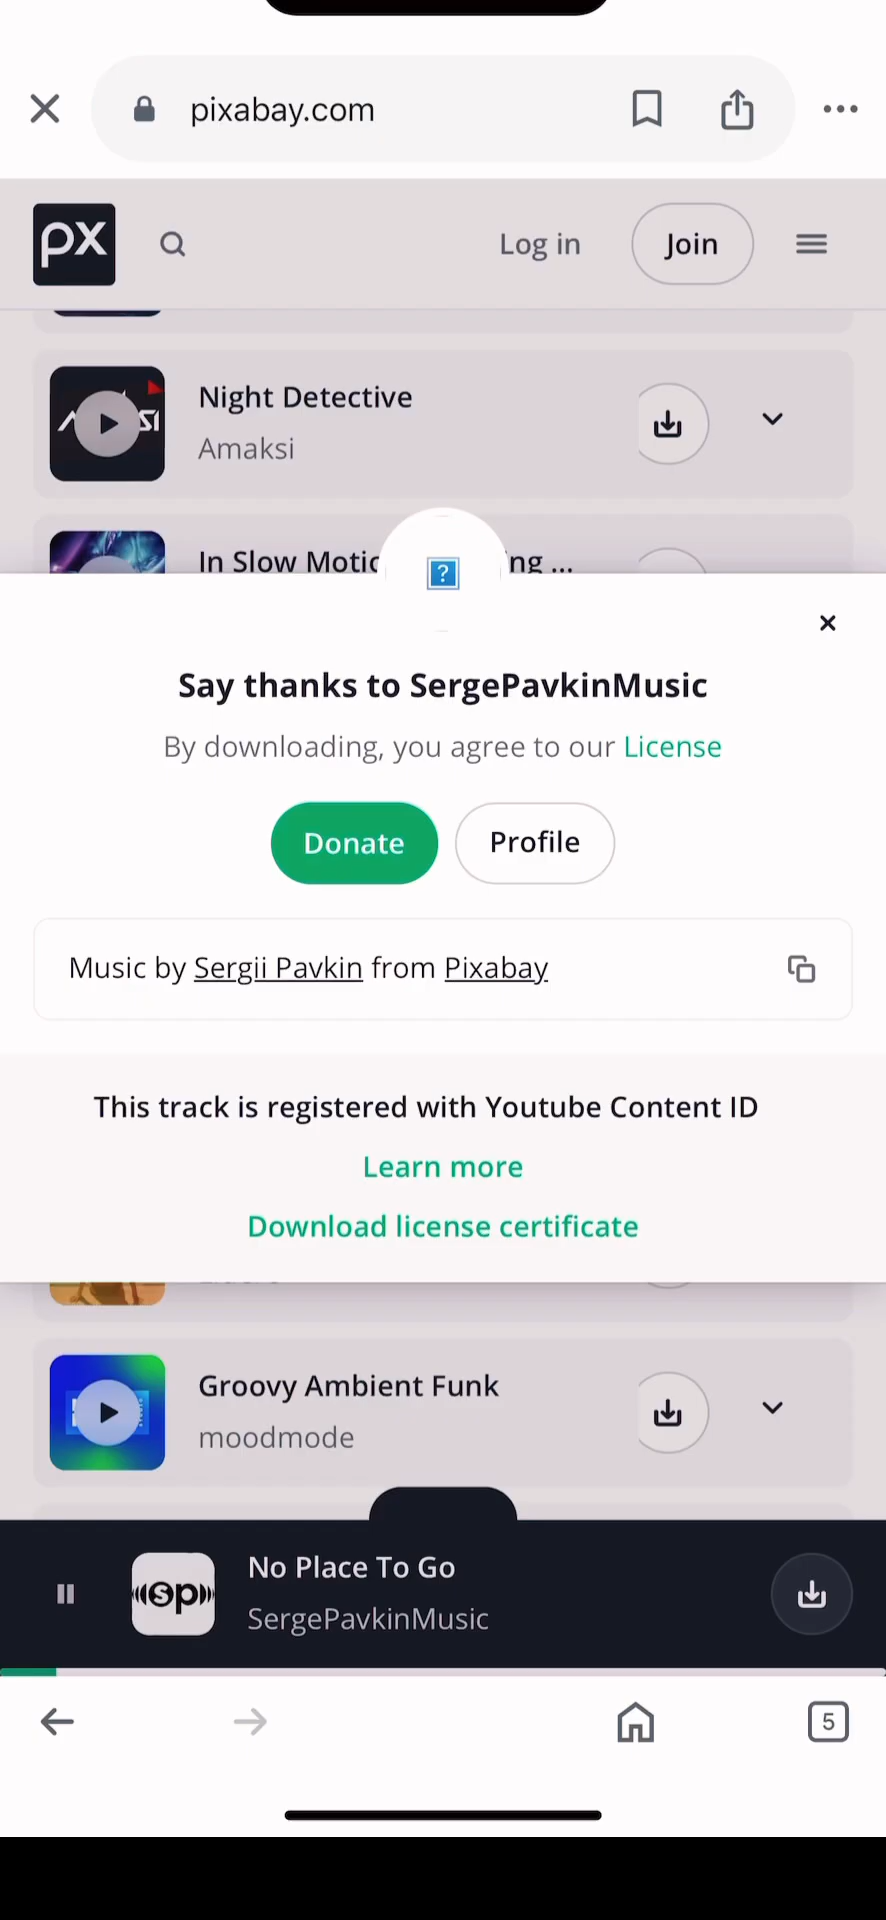 pixabay.com
px
Log in
Join
Night Detective
Amaksi
In Slow Motic
ng ...
Say thanks to SergePavkinMusic
By downloading, you agree to our License
Donate
Profile
Music by Sergii Pavkin from Pixabay
This track is registered with Youtube Content ID
Learn more
Download license certificate
Groovy Ambient Funk
moodmode
sp
No Place To Go
SergePavkinMusic
5